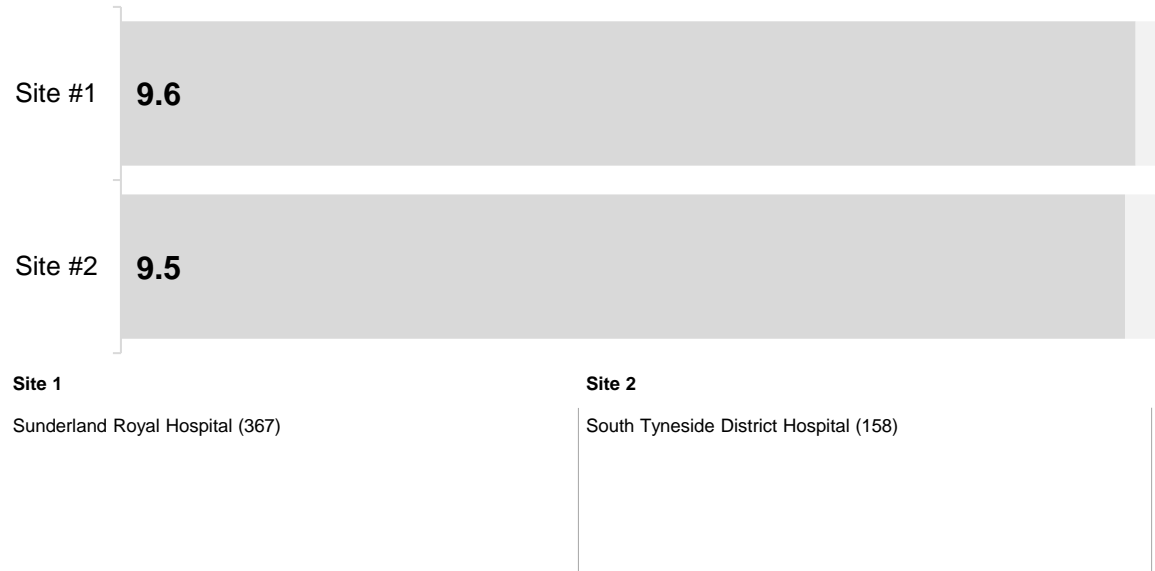 Site #1
9.6
Site #2
9.5
Site 1
Site 2
Sunderland Royal Hospital (367)
South Tyneside District Hospital (158)